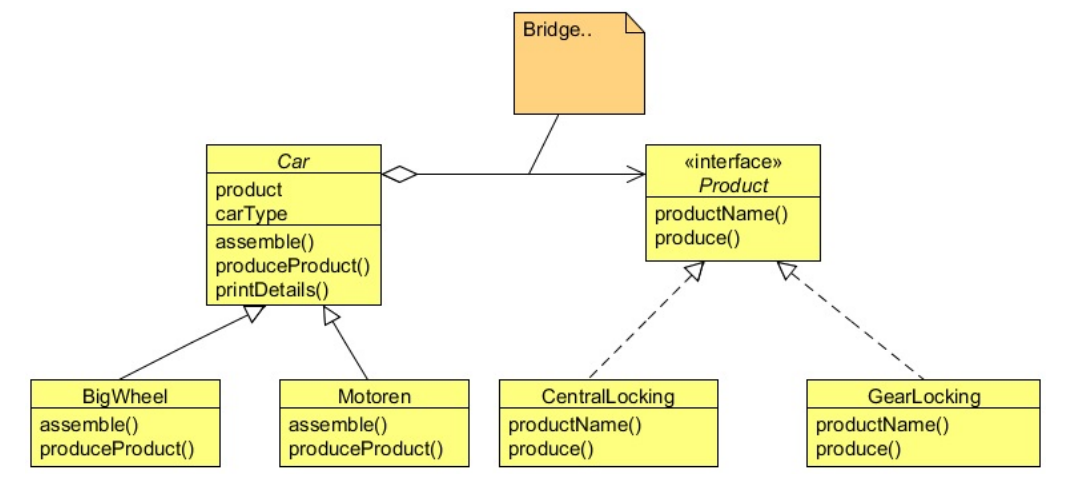 Bridge..
Car
product
carType
assemble()
produceProduct()
printDetails()
«interface»
Product
productName()
produce()
BigWheel
assemble()
produceProduct()
Motoren
assemble()
produceProduct()
CentralLocking
productName()
produce()
GearLocking
productName()
produce()